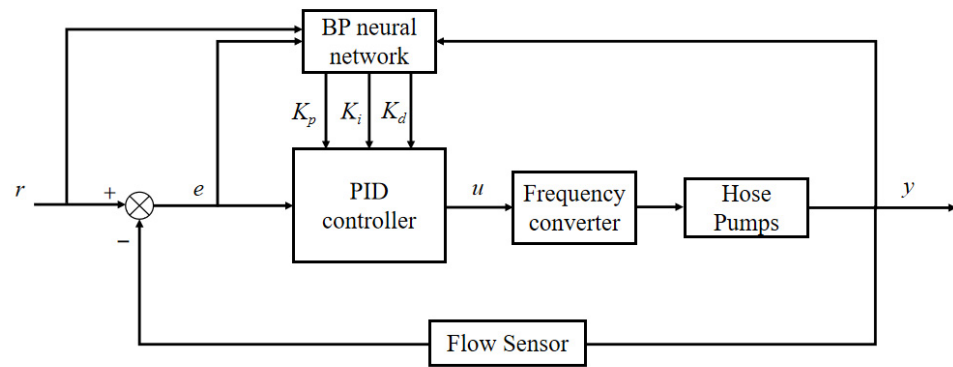 BP neural
network
K_p K_i K_d
r
+
e
PID
controller
u
Frequency
converter
Hose
Pumps
y
−
Flow Sensor